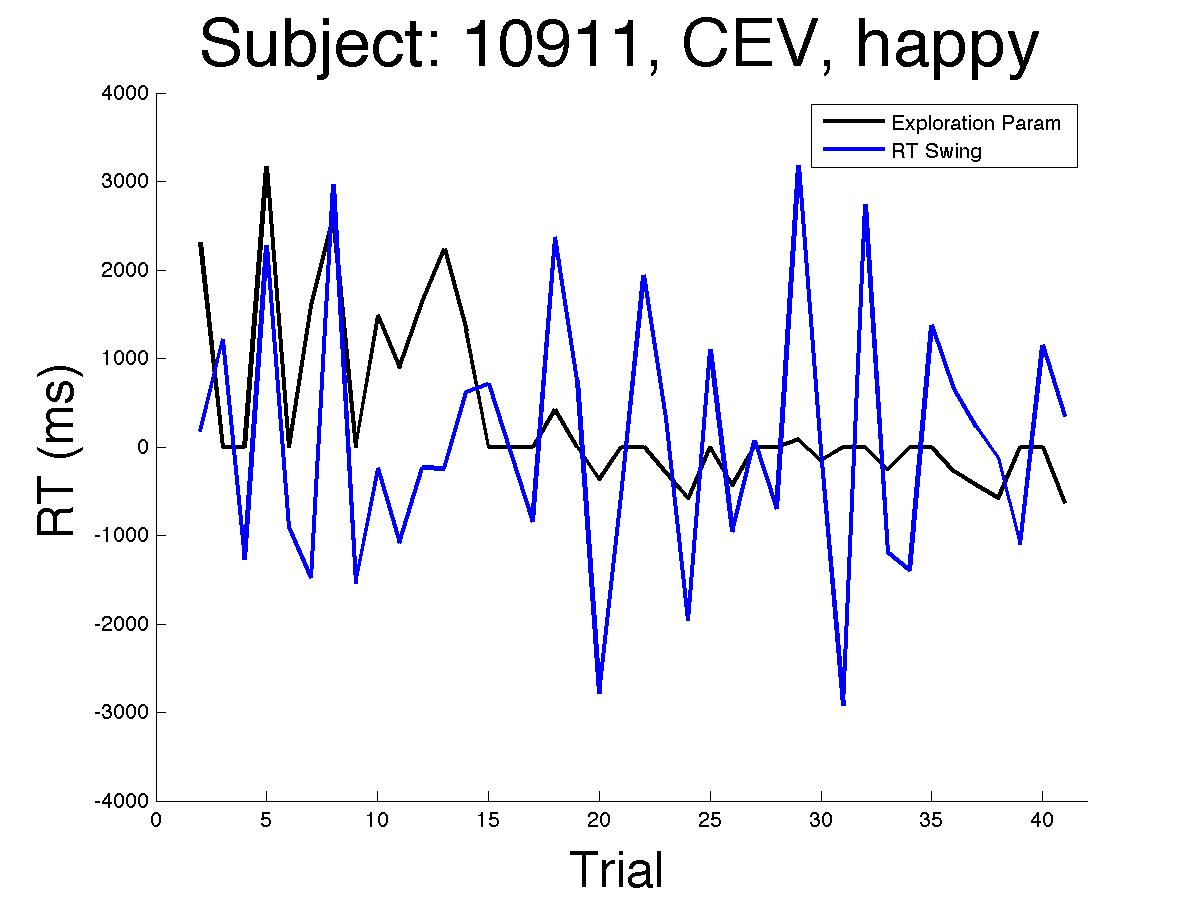 Subject: 10911, CEV, happy
Exploration Param
RT Swing
4000
3000
2000
1000
0
-1000
-2000
-3000
-4000
RT (ms)
0 5 10 15 20 25 30 35 40
Trial